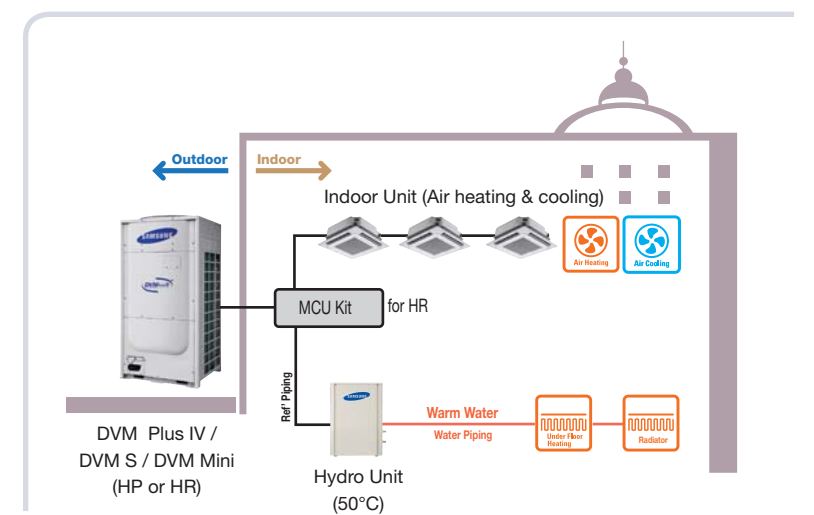 Outdoor
Indoor
Indoor Unit (Air heating & cooling)
SAMSUNG
Air Heating
Air Cooling
MCU Kit
for HR
Ref' Piping
SAMSUNG
Warm Water
Water Piping
Under Floor
Heating
Radiator
DVM Plus IV /
DVM S / DVM Mini
(HP or HR)
Hydro Unit
(50°C)